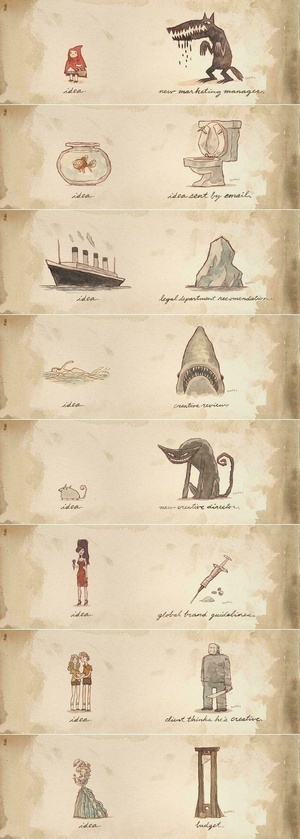 idea
new marketing manager
idea
idea sent by email
idea
legal department recomendation
idea
creative review
idea
new creative director
idea
global brand guidelines
idea
client thinks he's creative
idea
budget